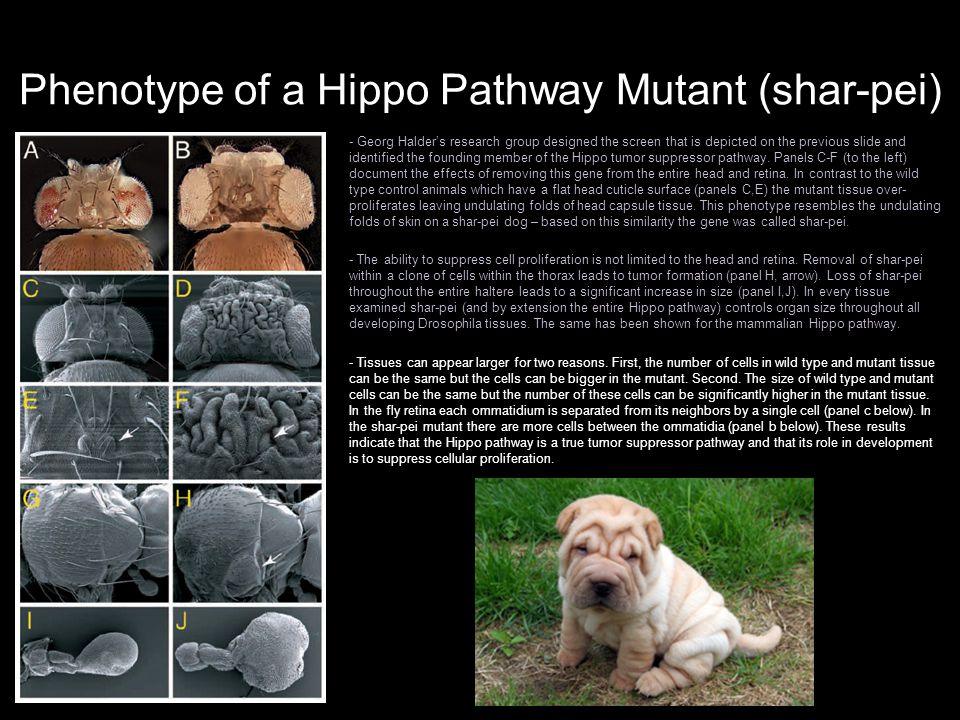 Phenotype of a Hippo Pathway Mutant (shar-pei)
A
B
C
D
E
F
G
H
I
J
- Georg Halder's research group designed the screen that is depicted on the previous slide and
identified the founding member of the Hippo tumor suppressor pathway. Panels C-F (to the left)
document the effects of removing this gene from the entire head and retina. In contrast to the wild
type control animals which have a flat head cuticle surface (panels C,E) the mutant tissue over-
proliferates leaving undulating folds of head capsule tissue. This phenotype resembles the undulating
folds of skin on a shar-pei dog – based on this similarity the gene was called shar-pei.
- The ability to suppress cell proliferation is not limited to the head and retina. Removal of shar-pei
within a clone of cells within the thorax leads to tumor formation (panel H, arrow). Loss of shar-pei
throughout the entire haltere leads to a significant increase in size (panel I,J). In every tissue
examined shar-pei (and by extension the entire Hippo pathway) controls organ size throughout all
developing Drosophila tissues. The same has been shown for the mammalian Hippo pathway.
- Tissues can appear larger for two reasons. First, the number of cells in wild type and mutant tissue
can be the same but the cells can be bigger in the mutant. Second. The size of wild type and mutant
cells can be the same but the number of these cells can be significantly higher in the mutant tissue.
In the fly retina each ommatidium is separated from its neighbors by a single cell (panel c below). In
the shar-pei mutant there are more cells between the ommatidia (panel b below). These results
indicate that the Hippo pathway is a true tumor suppressor pathway and that its role in development
is to suppress cellular proliferation.